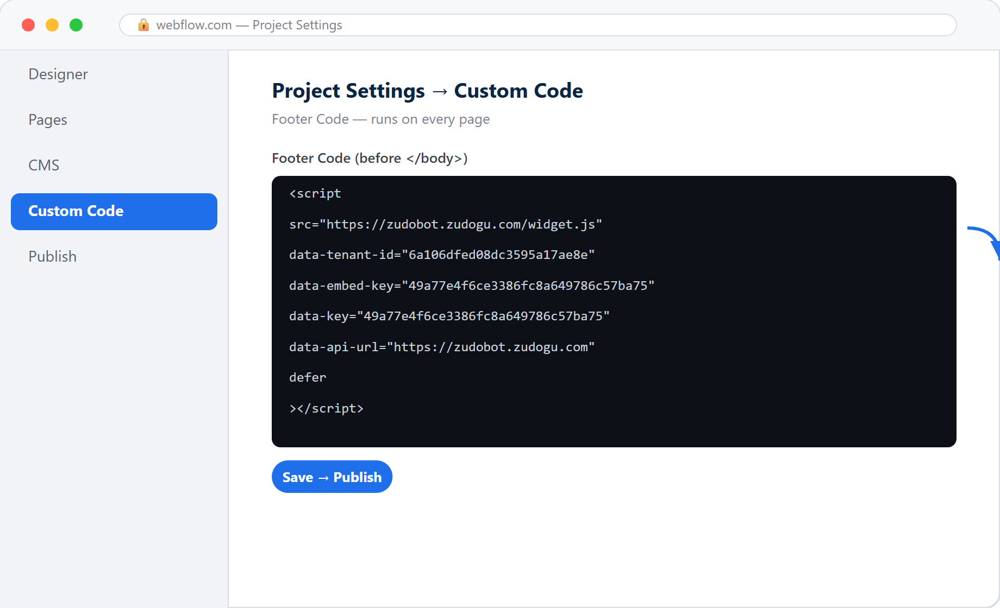 webflow.com — Project Settings
Designer
Pages
CMS
Custom Code
Publish
Project Settings → Custom Code
Footer Code — runs on every page
Footer Code (before </body>)
<script
src="https://zudobot.zudogu.com/widget.js"
data-tenant-id="6a106dfed08dc3595a17ae8e"
data-embed-key="49a77e4f6ce3386fc8a649786c57ba75"
data-key="49a77e4f6ce3386fc8a649786c57ba75"
data-api-url="https://zudobot.zudogu.com"
defer
></script>
Save → Publish